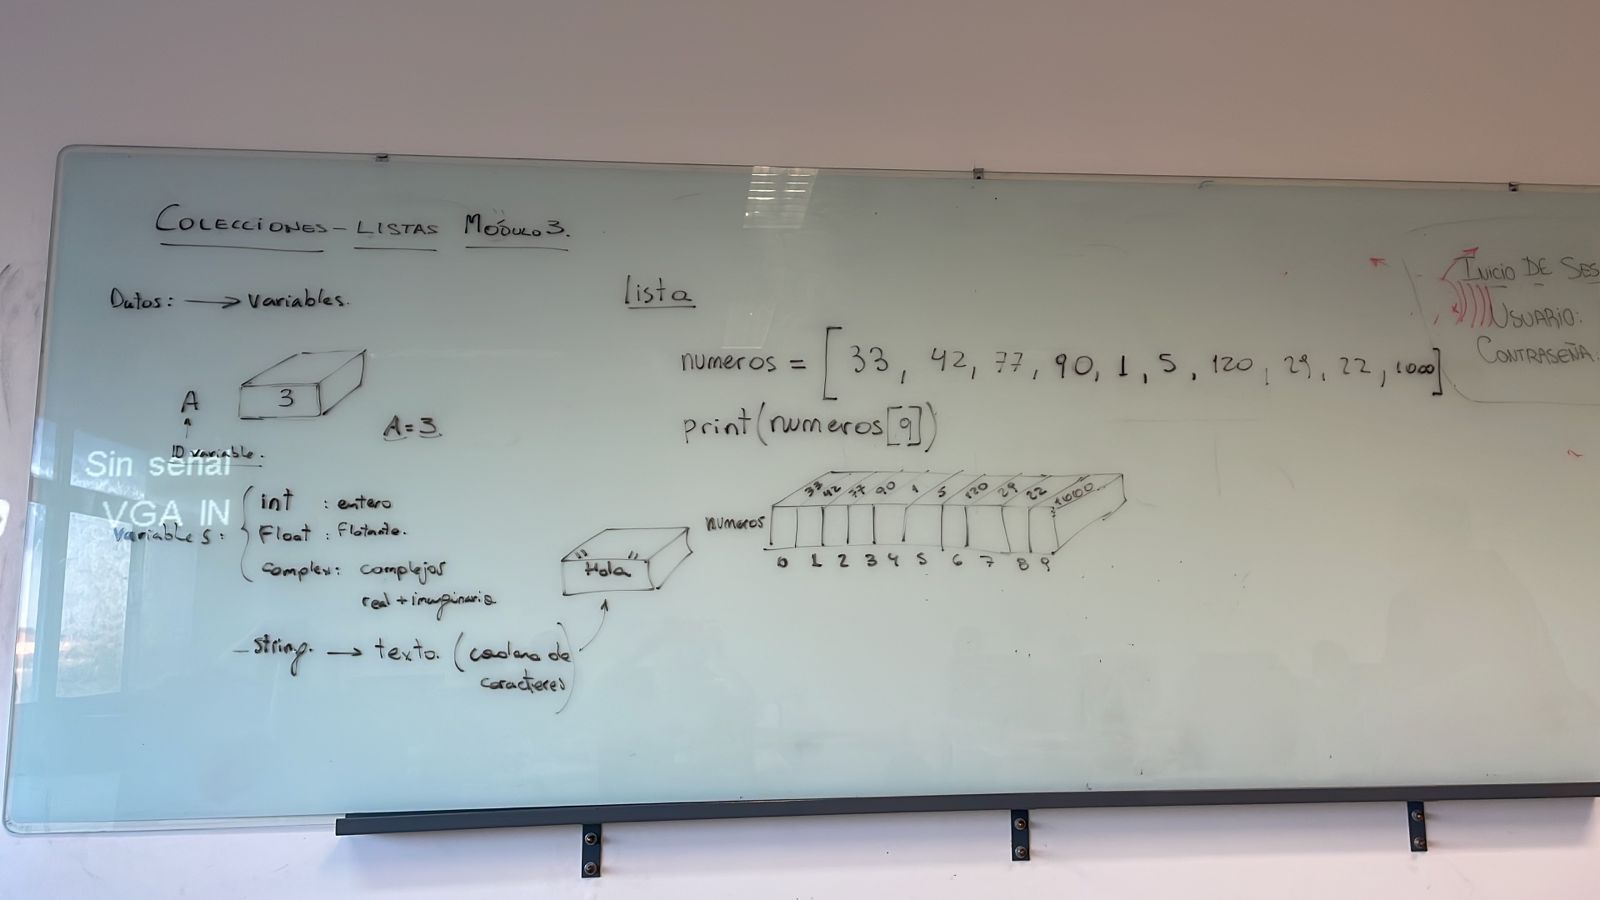 COLECCIONES - LISTAS MÓDULO 3.
Datos: → Variables.
3
A
A=3
ID variable.
Sin señal
VGA IN
Variables:
int : entero
Float : Flotante.
complex: complejos
real + imaginaria
- string. → texto. (cadena de
caracteres)
" Hola "
Lista
numeros = [33, 42, 77, 90, 1, 5, 120, 29, 22, 1000]
print(numeros[9])
33 42 77 90 1 5 120 29 22 1000
numeros
0 1 2 3 4 5 6 7 8 9
INICIO DE SES
USUARIO:
CONTRASEÑA: